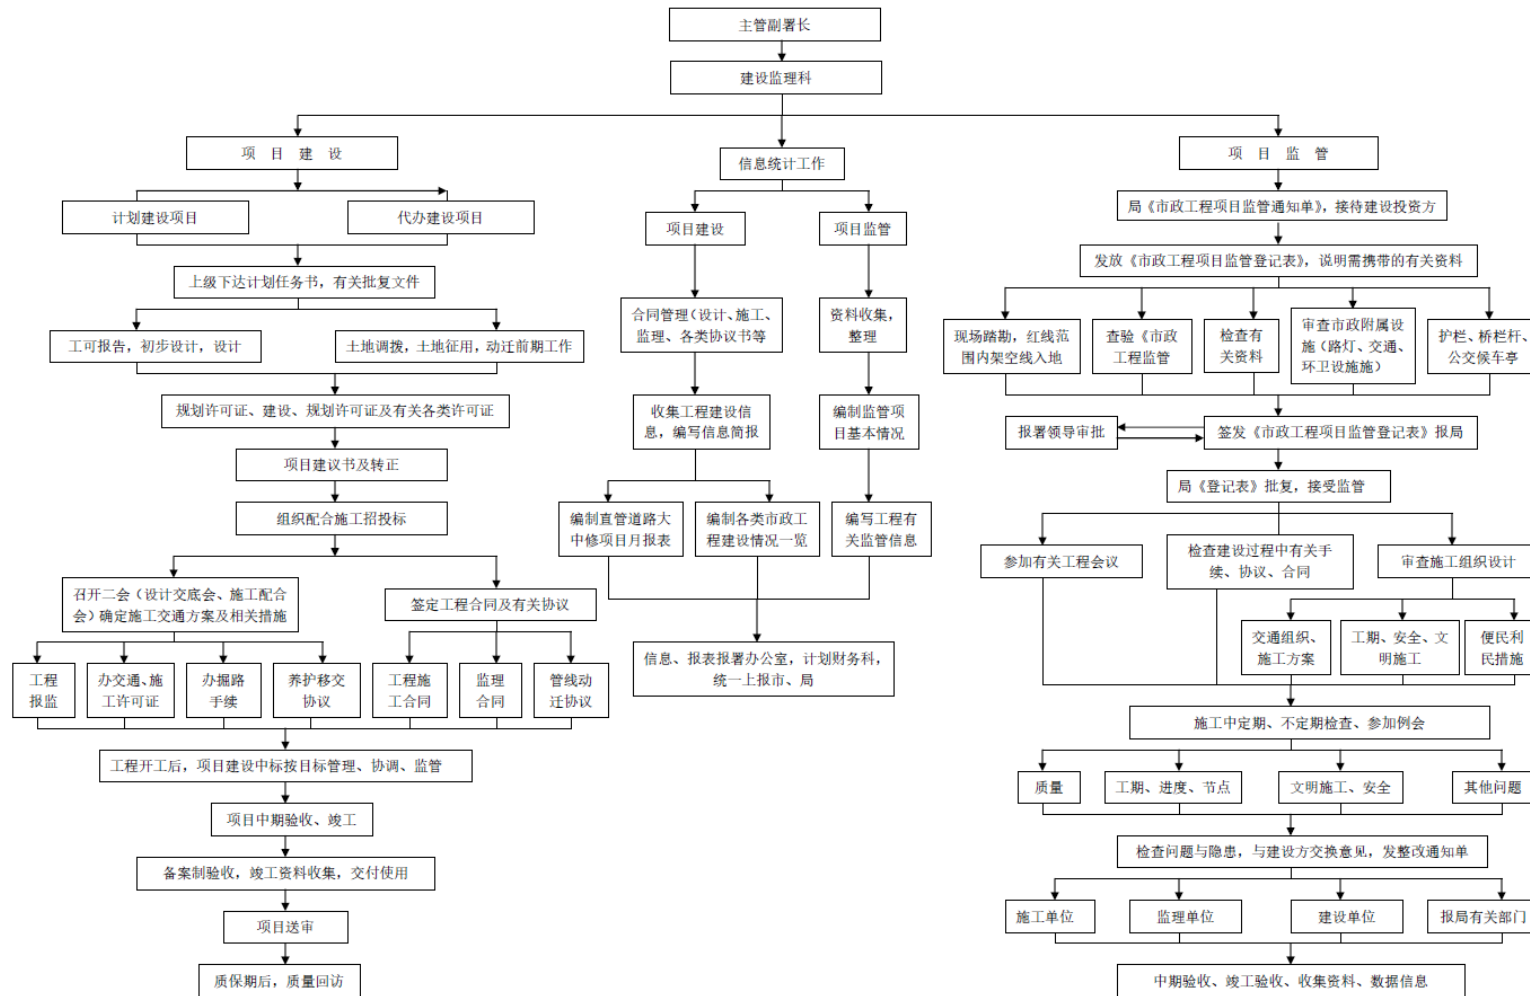 主管副署长
建设监理科
项 目 建 设
信息统计工作
项 目 监 管
计划建设项目
代办建设项目
上级下达计划任务书，有关批复文件
工可报告，初步设计，设计
土地调拨，土地征用，动迁前期工作
规划许可证、建设、规划许可证及有关各类许可证
项目建议书及转正
组织配合施工招投标
召开二会（设计交底会、施工配合
会）确定施工交通方案及相关措施
签定工程合同及有关协议
工程
报监
办交通、施
工许可证
办掘路
手续
养护移交
协议
工程施
工合同
监理
合同
管线动
迁协议
工程开工后，项目建设中标按目标管理、协调、监管
项目中期验收、竣工
备案制验收，竣工资料收集，交付使用
项目送审
质保期后，质量回访
项目建设
项目监管
合同管理（设计、施工、
监理、各类协议书等
资料收集，
整理
收集工程建设信
息，编写信息简报
编制监管项
目基本情况
编制直管道路大
中修项目月报表
编制各类市政工
程建设情况一览
编写工程有
关监管信息
信息、报表报署办公室，计划财务科，
统一上报市、局
局《市政工程项目监管通知单》，接待建设投资方
发放《市政工程项目监管登记表》，说明需携带的有关资料
现场踏勘，红线范
围内架空线入地
查验《市政
工程监管
检查有
关资料
审查市政附属设
施（路灯、交通、
环卫设施施）
护栏、桥栏杆、
公交候车亭
报署领导审批
签发《市政工程项目监管登记表》报局
局《登记表》批复，接受监管
参加有关工程会议
检查建设过程中有关手
续、协议、合同
审查施工组织设计
交通组织、
施工方案
工期、安全、文
明施工
便民利
民措施
施工中定期、不定期检查、参加例会
质量
工期、进度、节点
文明施工、安全
其他问题
检查问题与隐患，与建设方交换意见，发整改通知单
施工单位
监理单位
建设单位
报局有关部门
中期验收、竣工验收、收集资料、数据信息